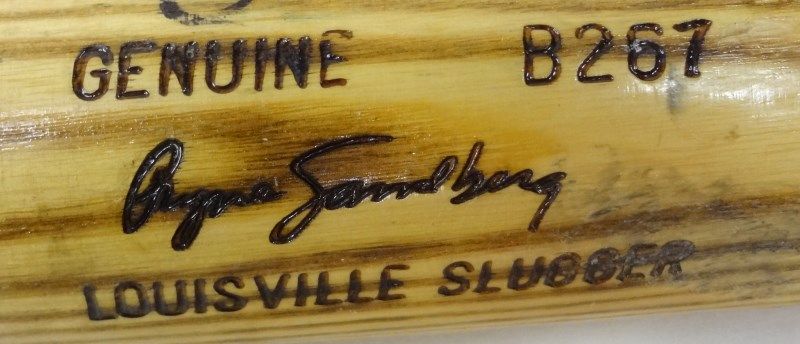 GENUINE B267
Ryne Sandberg
LOUISVILLE SLUGGER